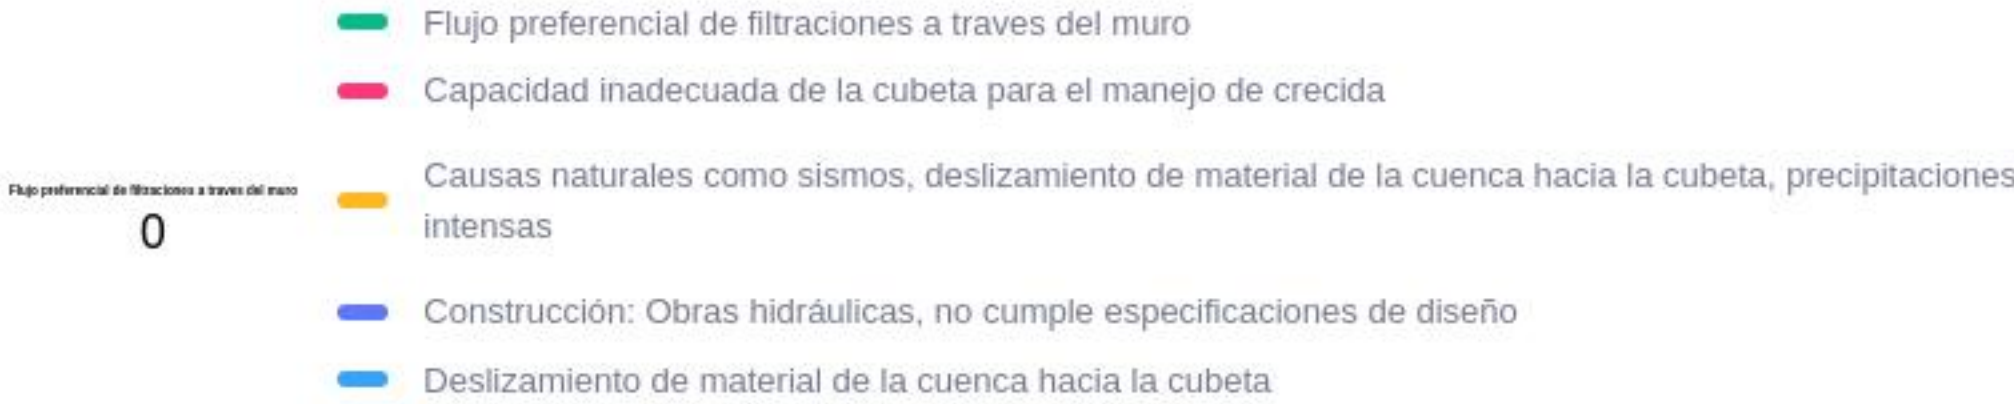 Flujo preferencial de filtraciones a traves del muro
Capacidad inadecuada de la cubeta para el manejo de crecida
Causas naturales como sismos, deslizamiento de material de la cuenca hacia la cubeta, precipitaciones
intensas
Flujo preferencial de filtraciones a traves del muro
0
Construcción: Obras hidráulicas, no cumple especificaciones de diseño
Deslizamiento de material de la cuenca hacia la cubeta